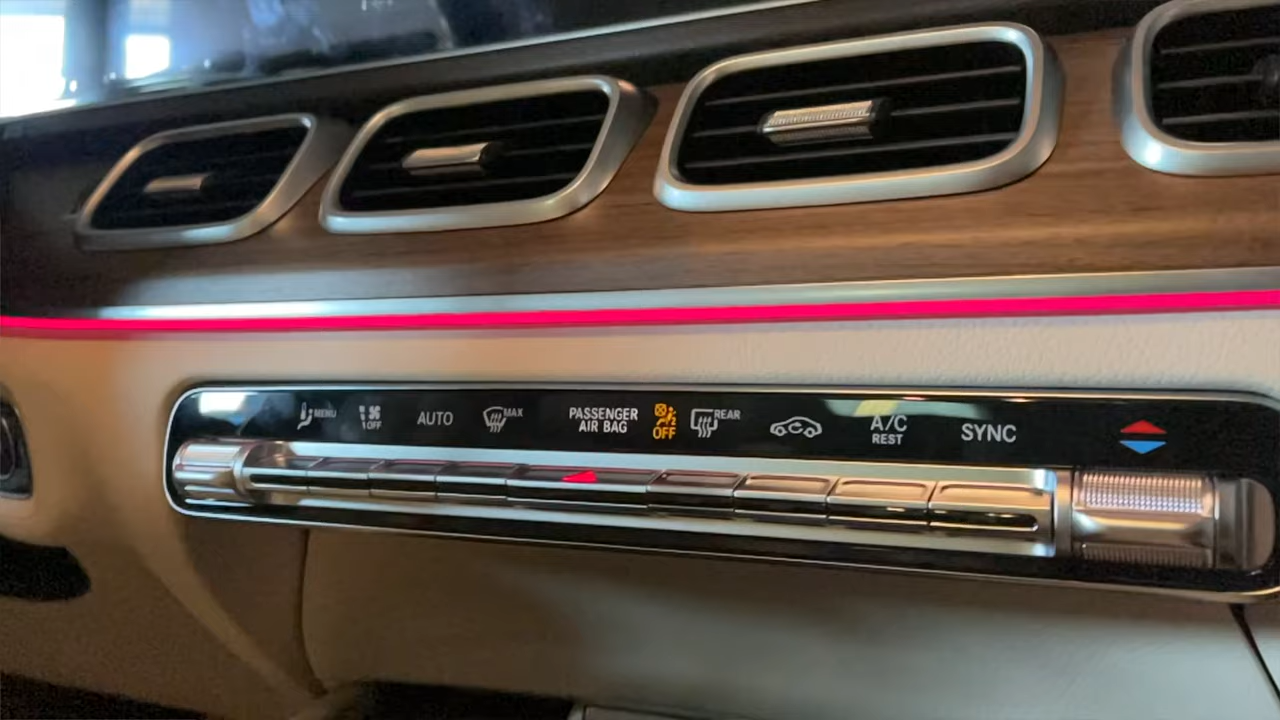 MENU
OFF
AUTO
MAX
PASSENGER
AIR BAG
OFF
REAR
A/C
REST
SYNC